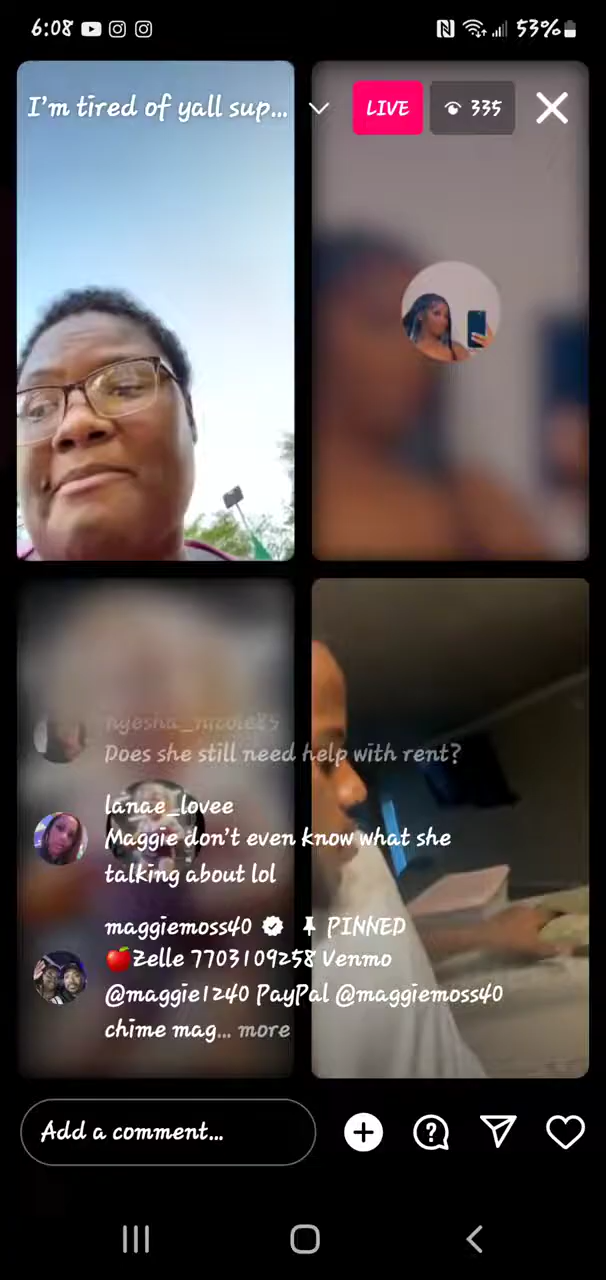 6:08
53%
I'm tired of yall sup...
LIVE
335
nyesha_nicole85
Does she still need help with rent?
lanae_lovee
Maggie don't even know what she
talking about lol
maggiemoss40 PINNED
🍎Zelle 7703109258 Venmo
@maggie1240 PayPal @maggiemoss40
chime mag... more
Add a comment...